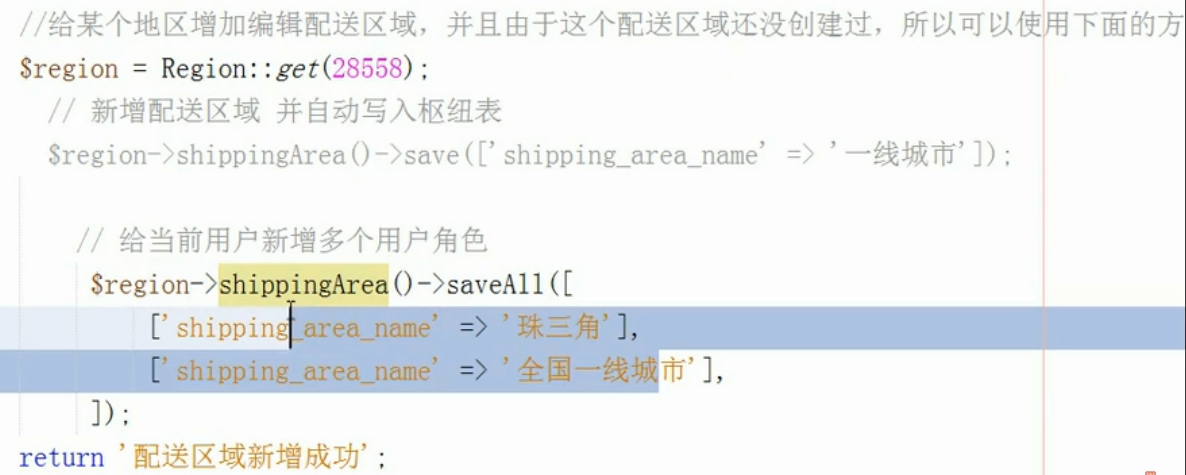 //给某个地区增加编辑配送区域，并且由于这个配送区域还没创建过，所以可以使用下面的方
$region = Region::get(28558);
// 新增配送区域 并自动写入枢纽表
$region->shippingArea()->save(['shipping_area_name' => '一线城市']);
// 给当前用户新增多个用户角色
$region->shippingArea()->saveAll([
['shipping_area_name' => '珠三角'],
['shipping_area_name' => '全国一线城市'],
]);
return '配送区域新增成功';